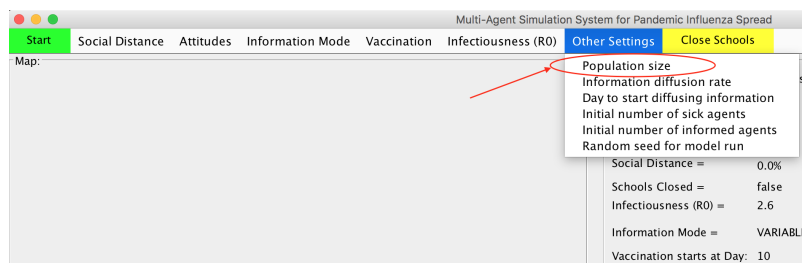 Multi-Agent Simulation System for Pandemic Influenza Spread
Start Social Distance Attitudes Information Mode Vaccination Infectiousness (R0) Other Settings Close Schools
Map:
Population size
Information diffusion rate
Day to start diffusing information
Initial number of sick agents
Initial number of informed agents
Random seed for model run
Social Distance = 0.0%
Schools Closed = false
Infectiousness (R0) = 2.6
Information Mode = VARIABL
Vaccination starts at Day: 10